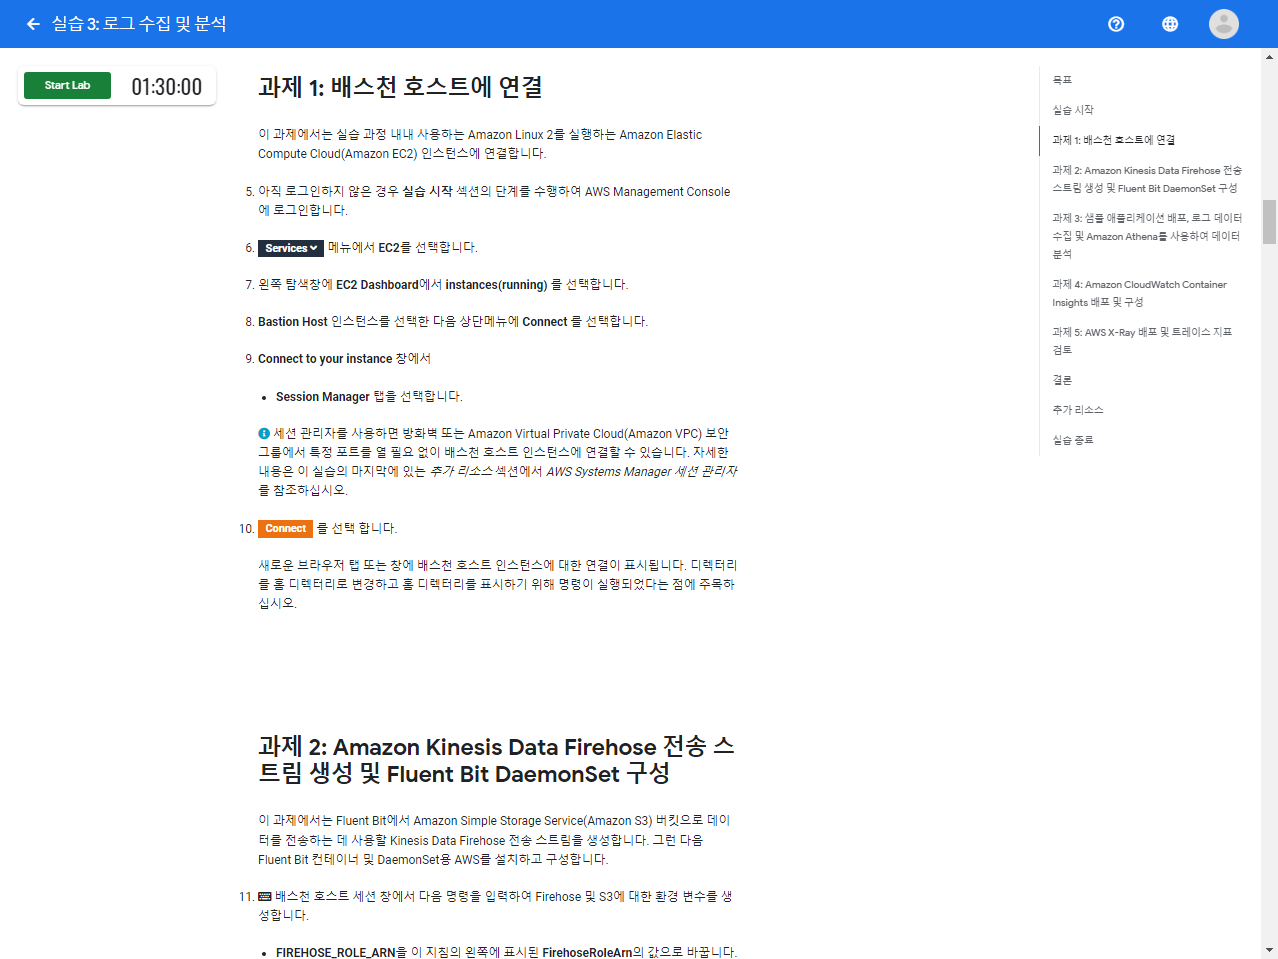 실습 3: 로그 수집 및 분석
Start Lab
01:30:00
과제 1: 배스천 호스트에 연결
이 과제에서는 실습 과정 내내 사용하는 Amazon Linux 2를 실행하는 Amazon Elastic
Compute Cloud(Amazon EC2) 인스턴스에 연결합니다.
5. 아직 로그인하지 않은 경우 실습 시작 섹션의 단계를 수행하여 AWS Management Console
에 로그인합니다.
6. Services 메뉴에서 EC2를 선택합니다.
7. 왼쪽 탐색창에 EC2 Dashboard에서 instances(running) 를 선택합니다.
8. Bastion Host 인스턴스를 선택한 다음 상단메뉴에 Connect 를 선택합니다.
9. Connect to your instance 창에서
• Session Manager 탭을 선택합니다.
세션 관리자를 사용하면 방화벽 또는 Amazon Virtual Private Cloud(Amazon VPC) 보안
그룹에서 특정 포트를 열 필요 없이 배스천 호스트 인스턴스에 연결할 수 있습니다. 자세한
내용은 이 실습의 마지막에 있는 추가 리소스 섹션에서 AWS Systems Manager 세션 관리자
를 참조하십시오.
10. Connect 를 선택 합니다.
새로운 브라우저 탭 또는 창에 배스천 호스트 인스턴스에 대한 연결이 표시됩니다. 디렉터리
를 홈 디렉터리로 변경하고 홈 디렉터리를 표시하기 위해 명령이 실행되었다는 점에 주목하
십시오.
과제 2: Amazon Kinesis Data Firehose 전송 스
트림 생성 및 Fluent Bit DaemonSet 구성
이 과제에서는 Fluent Bit에서 Amazon Simple Storage Service(Amazon S3) 버킷으로 데이
터를 전송하는 데 사용할 Kinesis Data Firehose 전송 스트림을 생성합니다. 그런 다음
Fluent Bit 컨테이너 및 DaemonSet용 AWS를 설치하고 구성합니다.
11. 배스천 호스트 세션 창에서 다음 명령을 입력하여 Firehose 및 S3에 대한 환경 변수를 생
성합니다.
• FIREHOSE_ROLE_ARN을 이 지침의 왼쪽에 표시된 FirehoseRoleArn의 값으로 바꿉니다.
목표
실습 시작
과제 1: 배스천 호스트에 연결
과제 2: Amazon Kinesis Data Firehose 전송
스트림 생성 및 Fluent Bit DaemonSet 구성
과제 3: 샘플 애플리케이션 배포, 로그 데이터
수집 및 Amazon Athena를 사용하여 데이터
분석
과제 4: Amazon CloudWatch Container
Insights 배포 및 구성
과제 5: AWS X-Ray 배포 및 트레이스 지표
검토
결론
추가 리소스
실습 종료